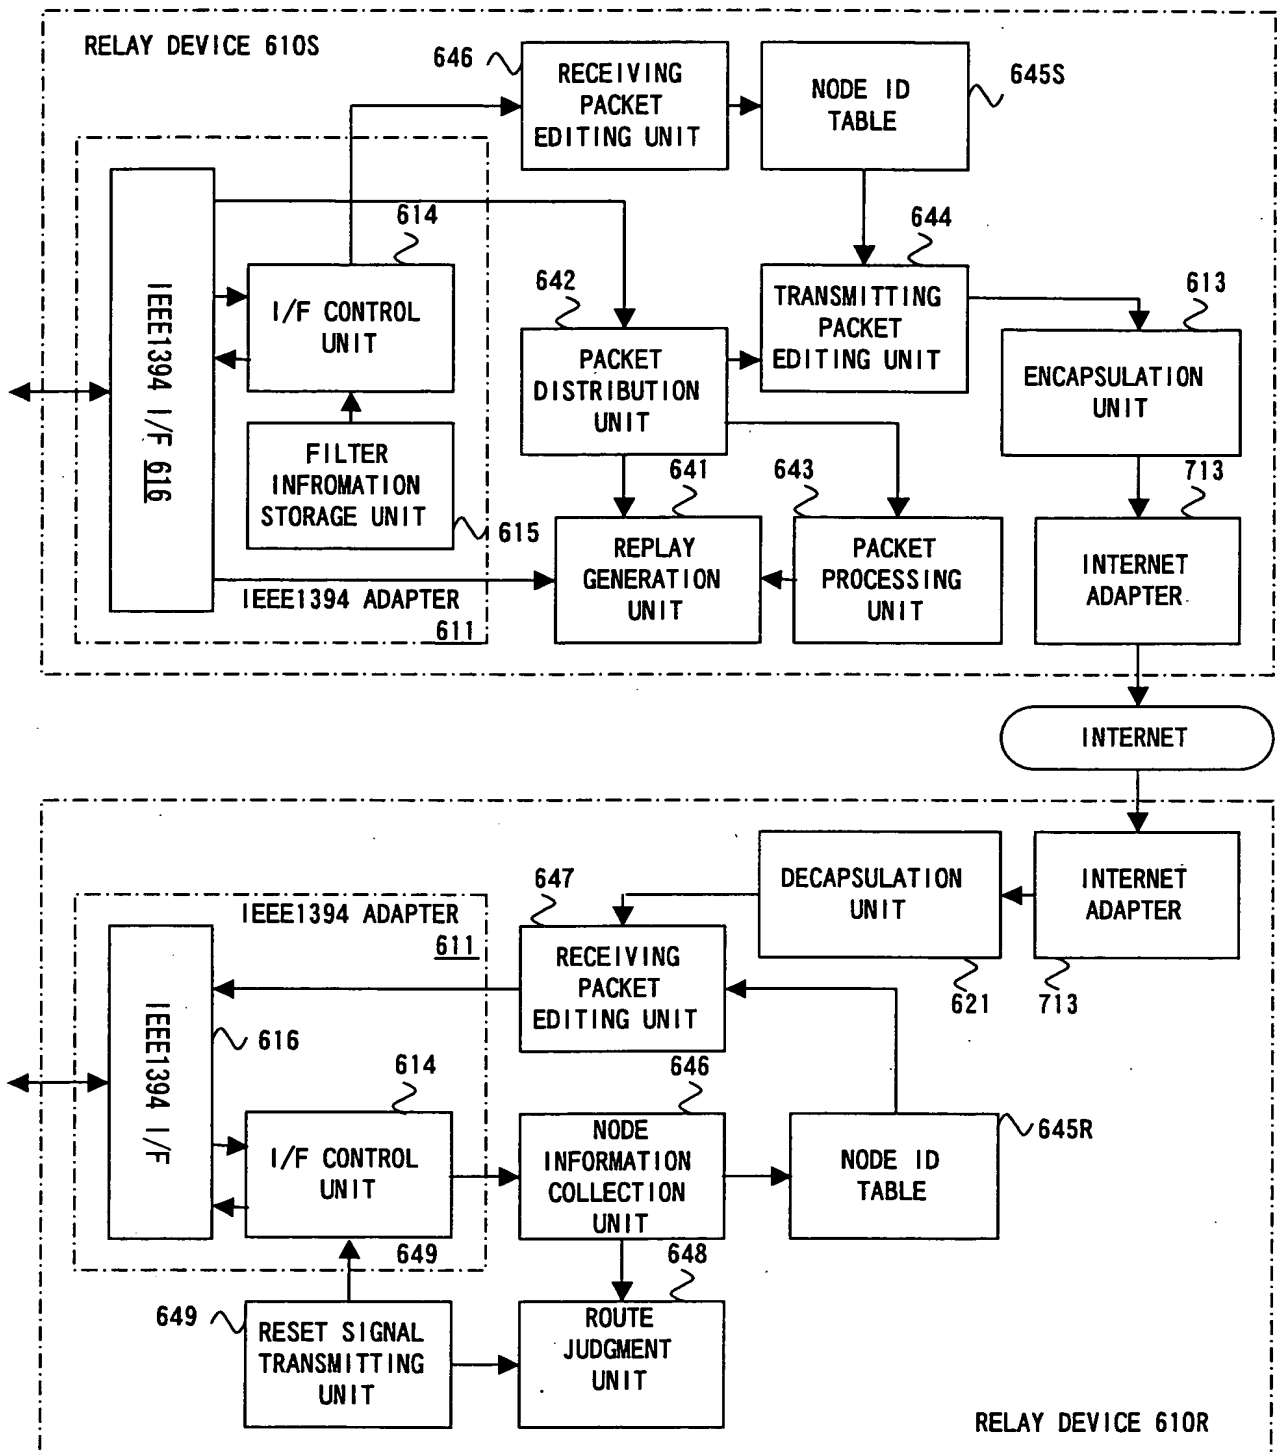 RELAY DEVICE 610S
646
RECEIVING
PACKET
EDITING UNIT
NODE ID
TABLE
645S
614
644
IEEE1394 I/F 616
I/F CONTROL
UNIT
642
TRANSMITTING
PACKET
EDITING UNIT
613
PACKET
DISTRIBUTION
UNIT
ENCAPSULATION
UNIT
FILTER
INFROMATION
STORAGE UNIT
615
641
643
713
REPLAY
GENERATION
UNIT
PACKET
PROCESSING
UNIT
INTERNET
ADAPTER
IEEE1394 ADAPTER
611
INTERNET
647
DECAPSULATION
UNIT
INTERNET
ADAPTER
IEEE1394 ADAPTER
611
RECEIVING
PACKET
EDITING UNIT
621
713
IEEE1394 I/F
616
614
646
I/F CONTROL
UNIT
NODE
INFORMATION
COLLECTION
UNIT
NODE ID
TABLE
645R
649
648
649
RESET SIGNAL
TRANSMITTING
UNIT
ROUTE
JUDGMENT
UNIT
RELAY DEVICE 610R